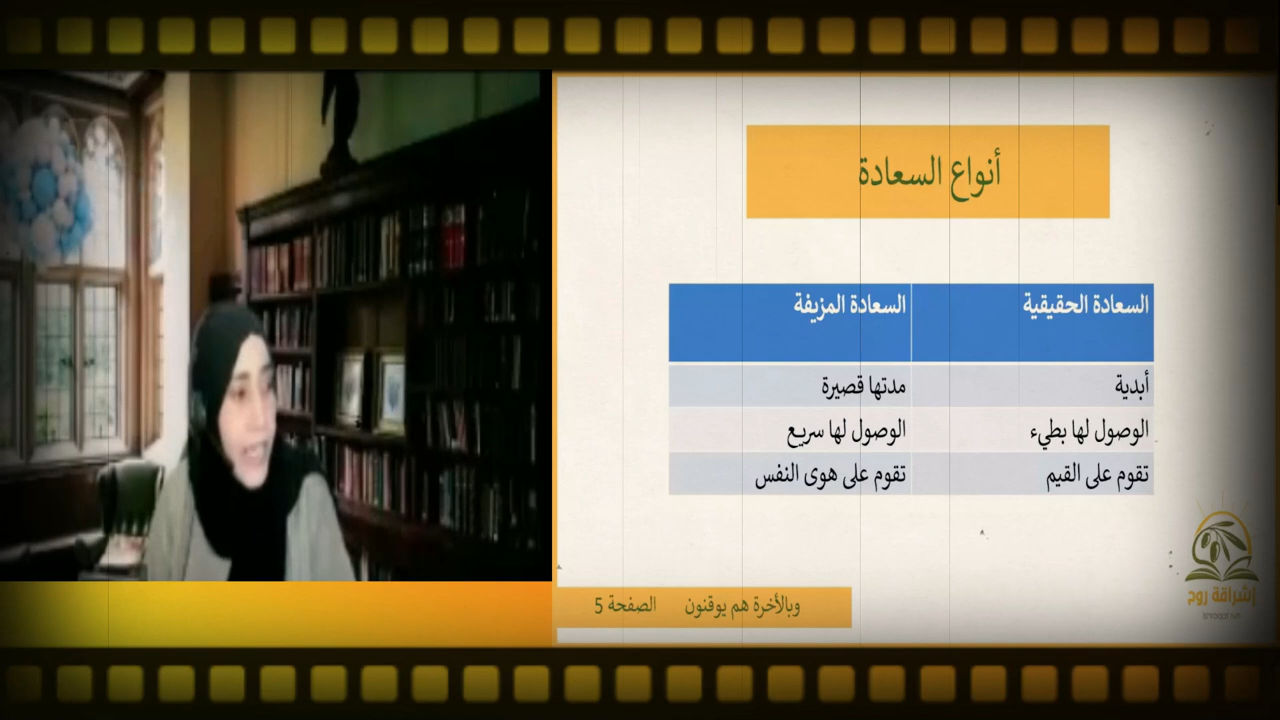 أنواع السعادة
السعادة الحقيقية السعادة المزيفة
أبدية مدتها قصيرة
الوصول لها بطيء الوصول لها سريع
تقوم على القيم تقوم على هوى النفس
وبالأخرة هم يوقنون الصفحة 5
إشراقة روح